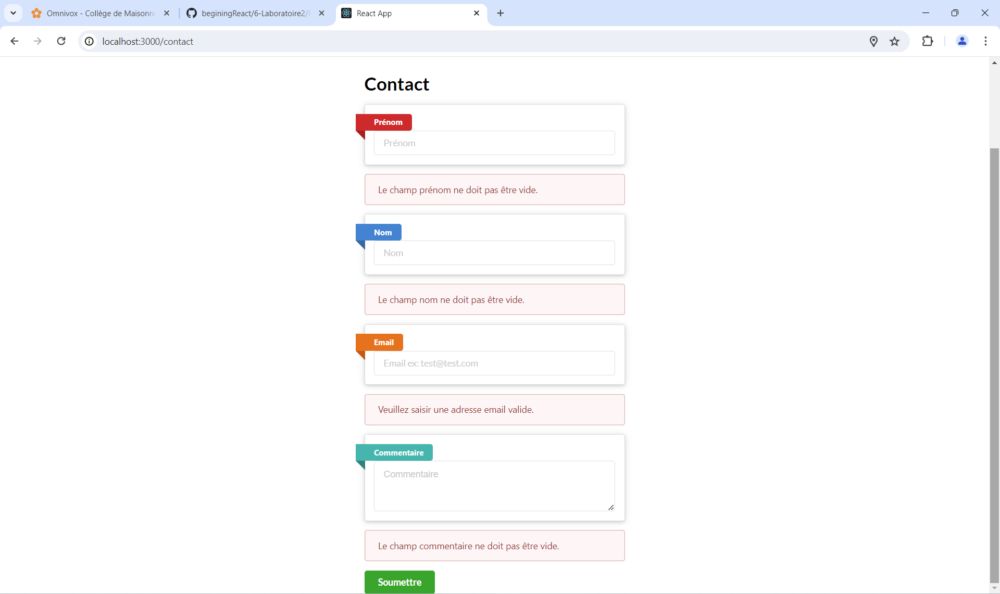 Omnivox - Collège de Maisonn
beginingReact/6-Laboratoire2/
React App
localhost:3000/contact
Contact
Prénom
Prénom
Le champ prénom ne doit pas être vide.
Nom
Nom
Le champ nom ne doit pas être vide.
Email
Email ex: test@test.com
Veuillez saisir une adresse email valide.
Commentaire
Commentaire
Le champ commentaire ne doit pas être vide.
Soumettre